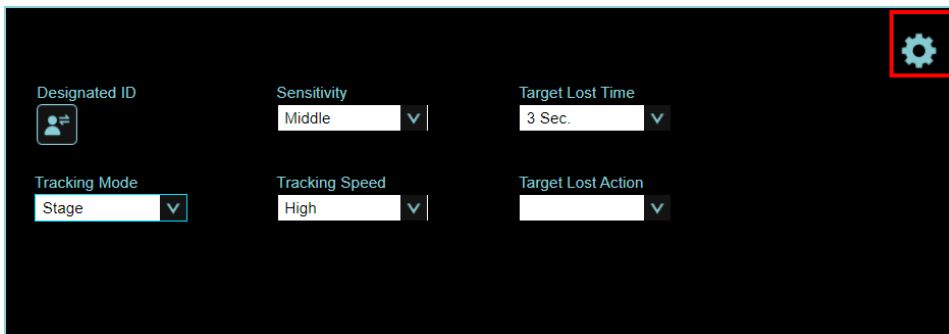 Designated ID
Sensitivity
Middle
Target Lost Time
3 Sec.
Tracking Mode
Stage
Tracking Speed
High
Target Lost Action